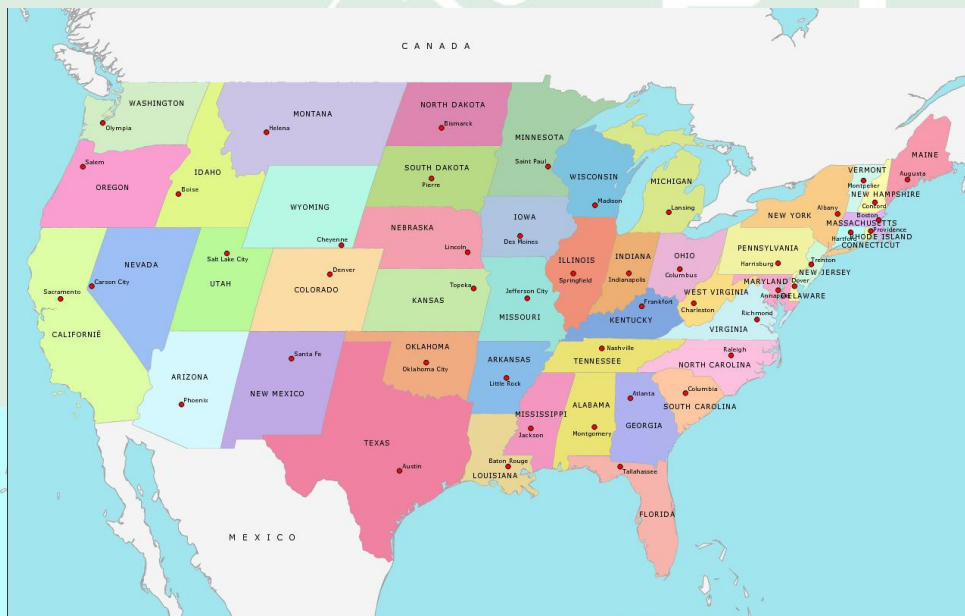 CANADA
WASHINGTON
Olympia
MONTANA
Helena
NORTH DAKOTA
Bismarck
MINNESOTA
Saint Paul
Salem
OREGON
IDAHO
Boise
SOUTH DAKOTA
Pierre
WISCONSIN
Madison
MICHIGAN
Lansing
MAINE
Augusta
VERMONT
Montpelier
NEW HAMPSHIRE
Concord
NEW YORK
Albany
Boston
MASSACHUSETTS
Providence
RHODE ISLAND
Hartford
CONNECTICUT
WYOMING
Cheyenne
NEBRASKA
Lincoln
IOWA
Des Moines
PENNSYLVANIA
Harrisburg
Trenton
NEW JERSEY
NEVADA
Carson City
Salt Lake City
UTAH
Denver
COLORADO
KANSAS
Topeka
Jefferson City
MISSOURI
ILLINOIS
Springfield
INDIANA
Indianapolis
OHIO
Columbus
WEST VIRGINIA
Charleston
MARYLAND
Annapolis
Dover
DELAWARE
Sacramento
CALIFORNIË
Frankfort
KENTUCKY
Richmond
VIRGINIA
ARIZONA
Phoenix
Santa Fe
NEW MEXICO
OKLAHOMA
Oklahoma City
ARKANSAS
Little Rock
Nashville
TENNESSEE
Raleigh
NORTH CAROLINA
Columbia
SOUTH CAROLINA
TEXAS
Austin
LOUISIANA
Baton Rouge
MISSISSIPPI
Jackson
ALABAMA
Montgomery
Atlanta
GEORGIA
Tallahassee
FLORIDA
MEXICO